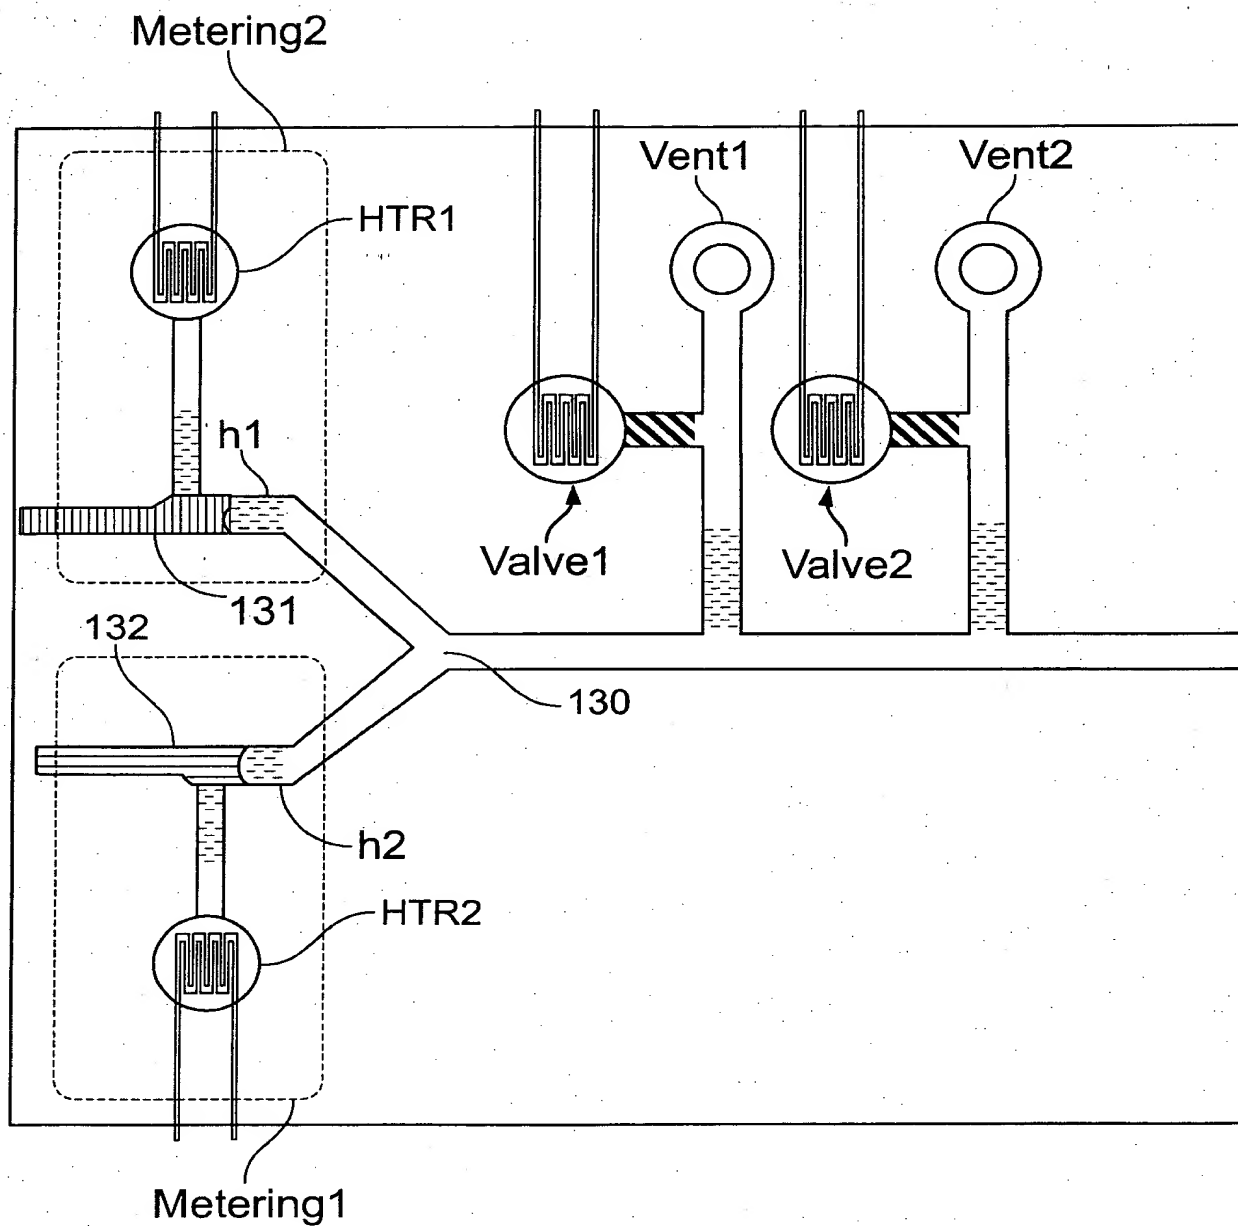 Metering2
Vent1
Vent2
HTR1
h1
Valve1
Valve2
131
132
130
h2
HTR2
Metering1